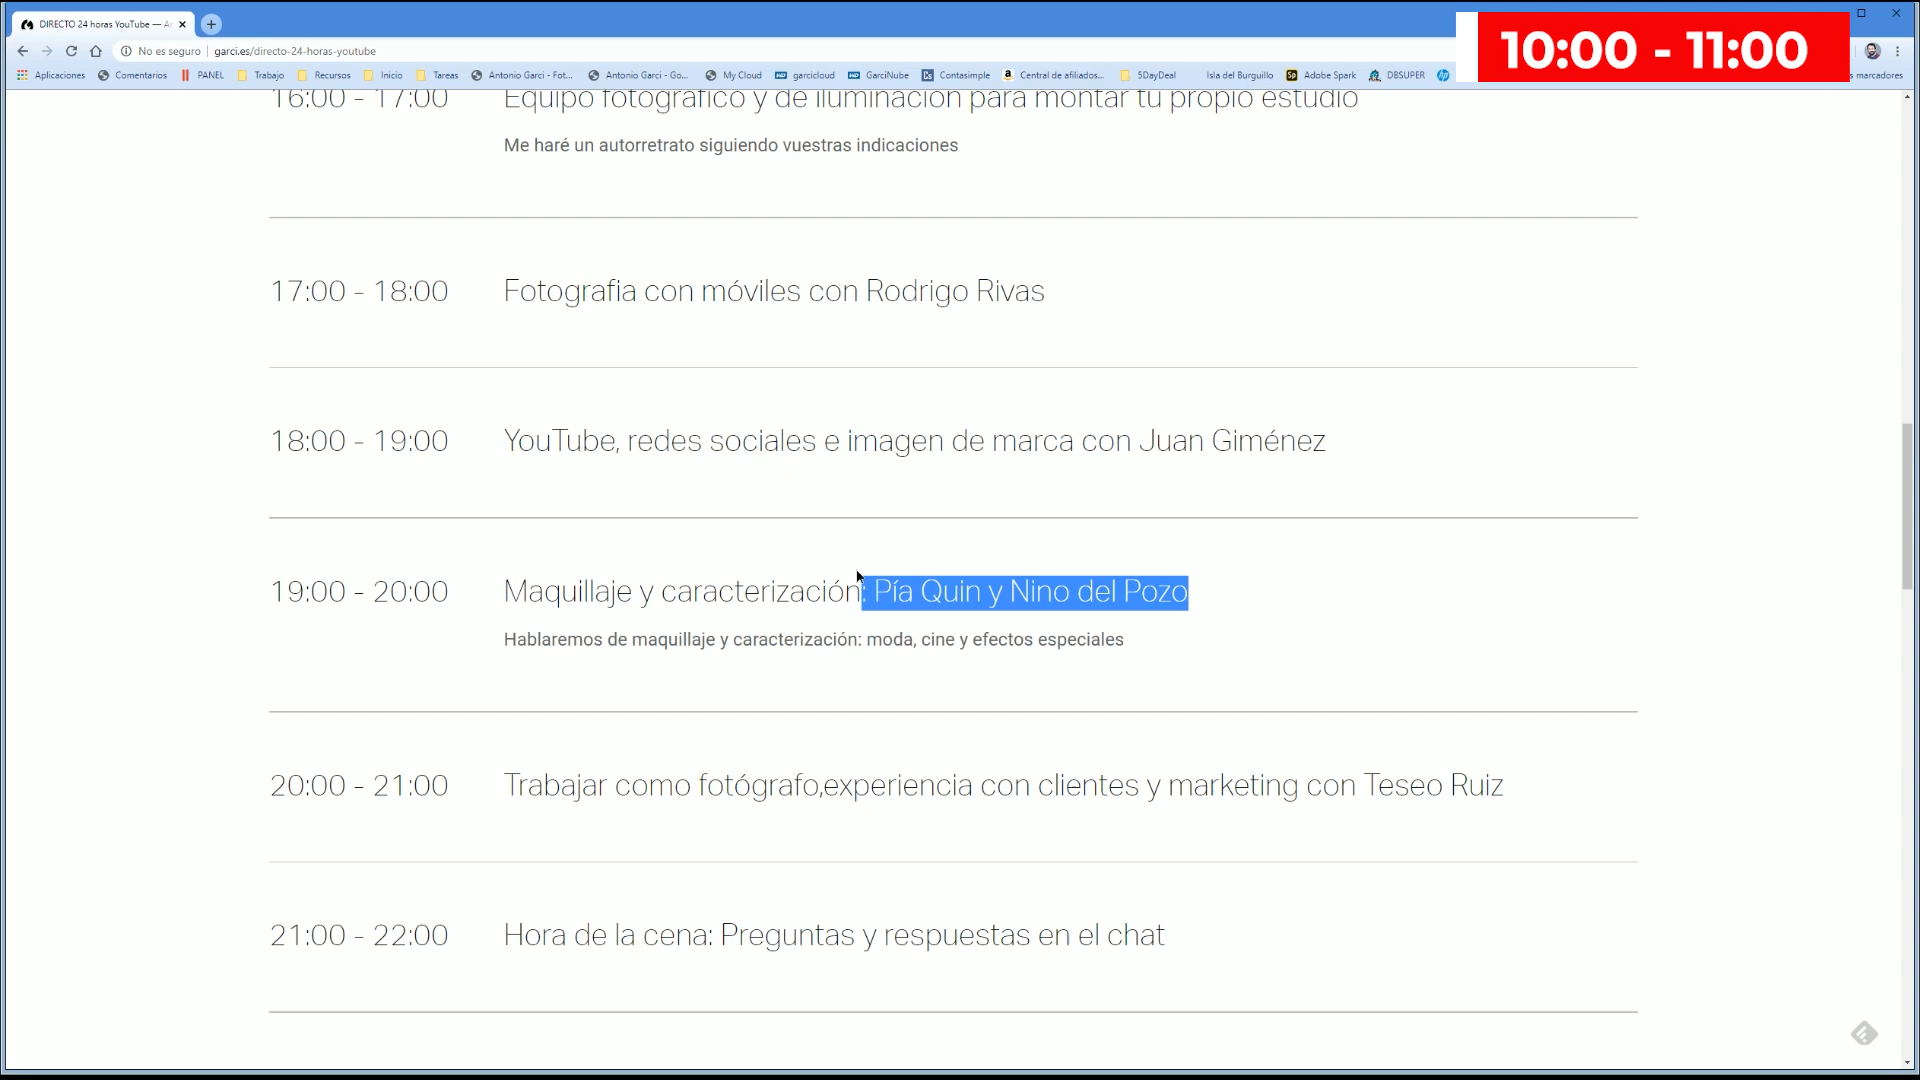 DIRECTO 24 horas YouTube — A
10:00 - 11:00
No es seguro | garci.es/directo-24-horas-youtube
Aplicaciones Comentarios PANEL Trabajo Recursos Inicio Tareas Antonio Garci - Fot... Antonio Garci - Go... My Cloud garcicloud GarciNube Contasimple Central de afiliados... 5DayDeal Isla del Burguillo Adobe Spark DBSUPER marcadores
16:00 - 17:00 Equipo fotográfico y de iluminación para montar tu propio estudio
Me haré un autorretrato siguiendo vuestras indicaciones
17:00 - 18:00 Fotografia con móviles con Rodrigo Rivas
18:00 - 19:00 YouTube, redes sociales e imagen de marca con Juan Giménez
19:00 - 20:00 Maquillaje y caracterización: Pía Quin y Nino del Pozo
Hablaremos de maquillaje y caracterización: moda, cine y efectos especiales
20:00 - 21:00 Trabajar como fotógrafo,experiencia con clientes y marketing con Teseo Ruiz
21:00 - 22:00 Hora de la cena: Preguntas y respuestas en el chat